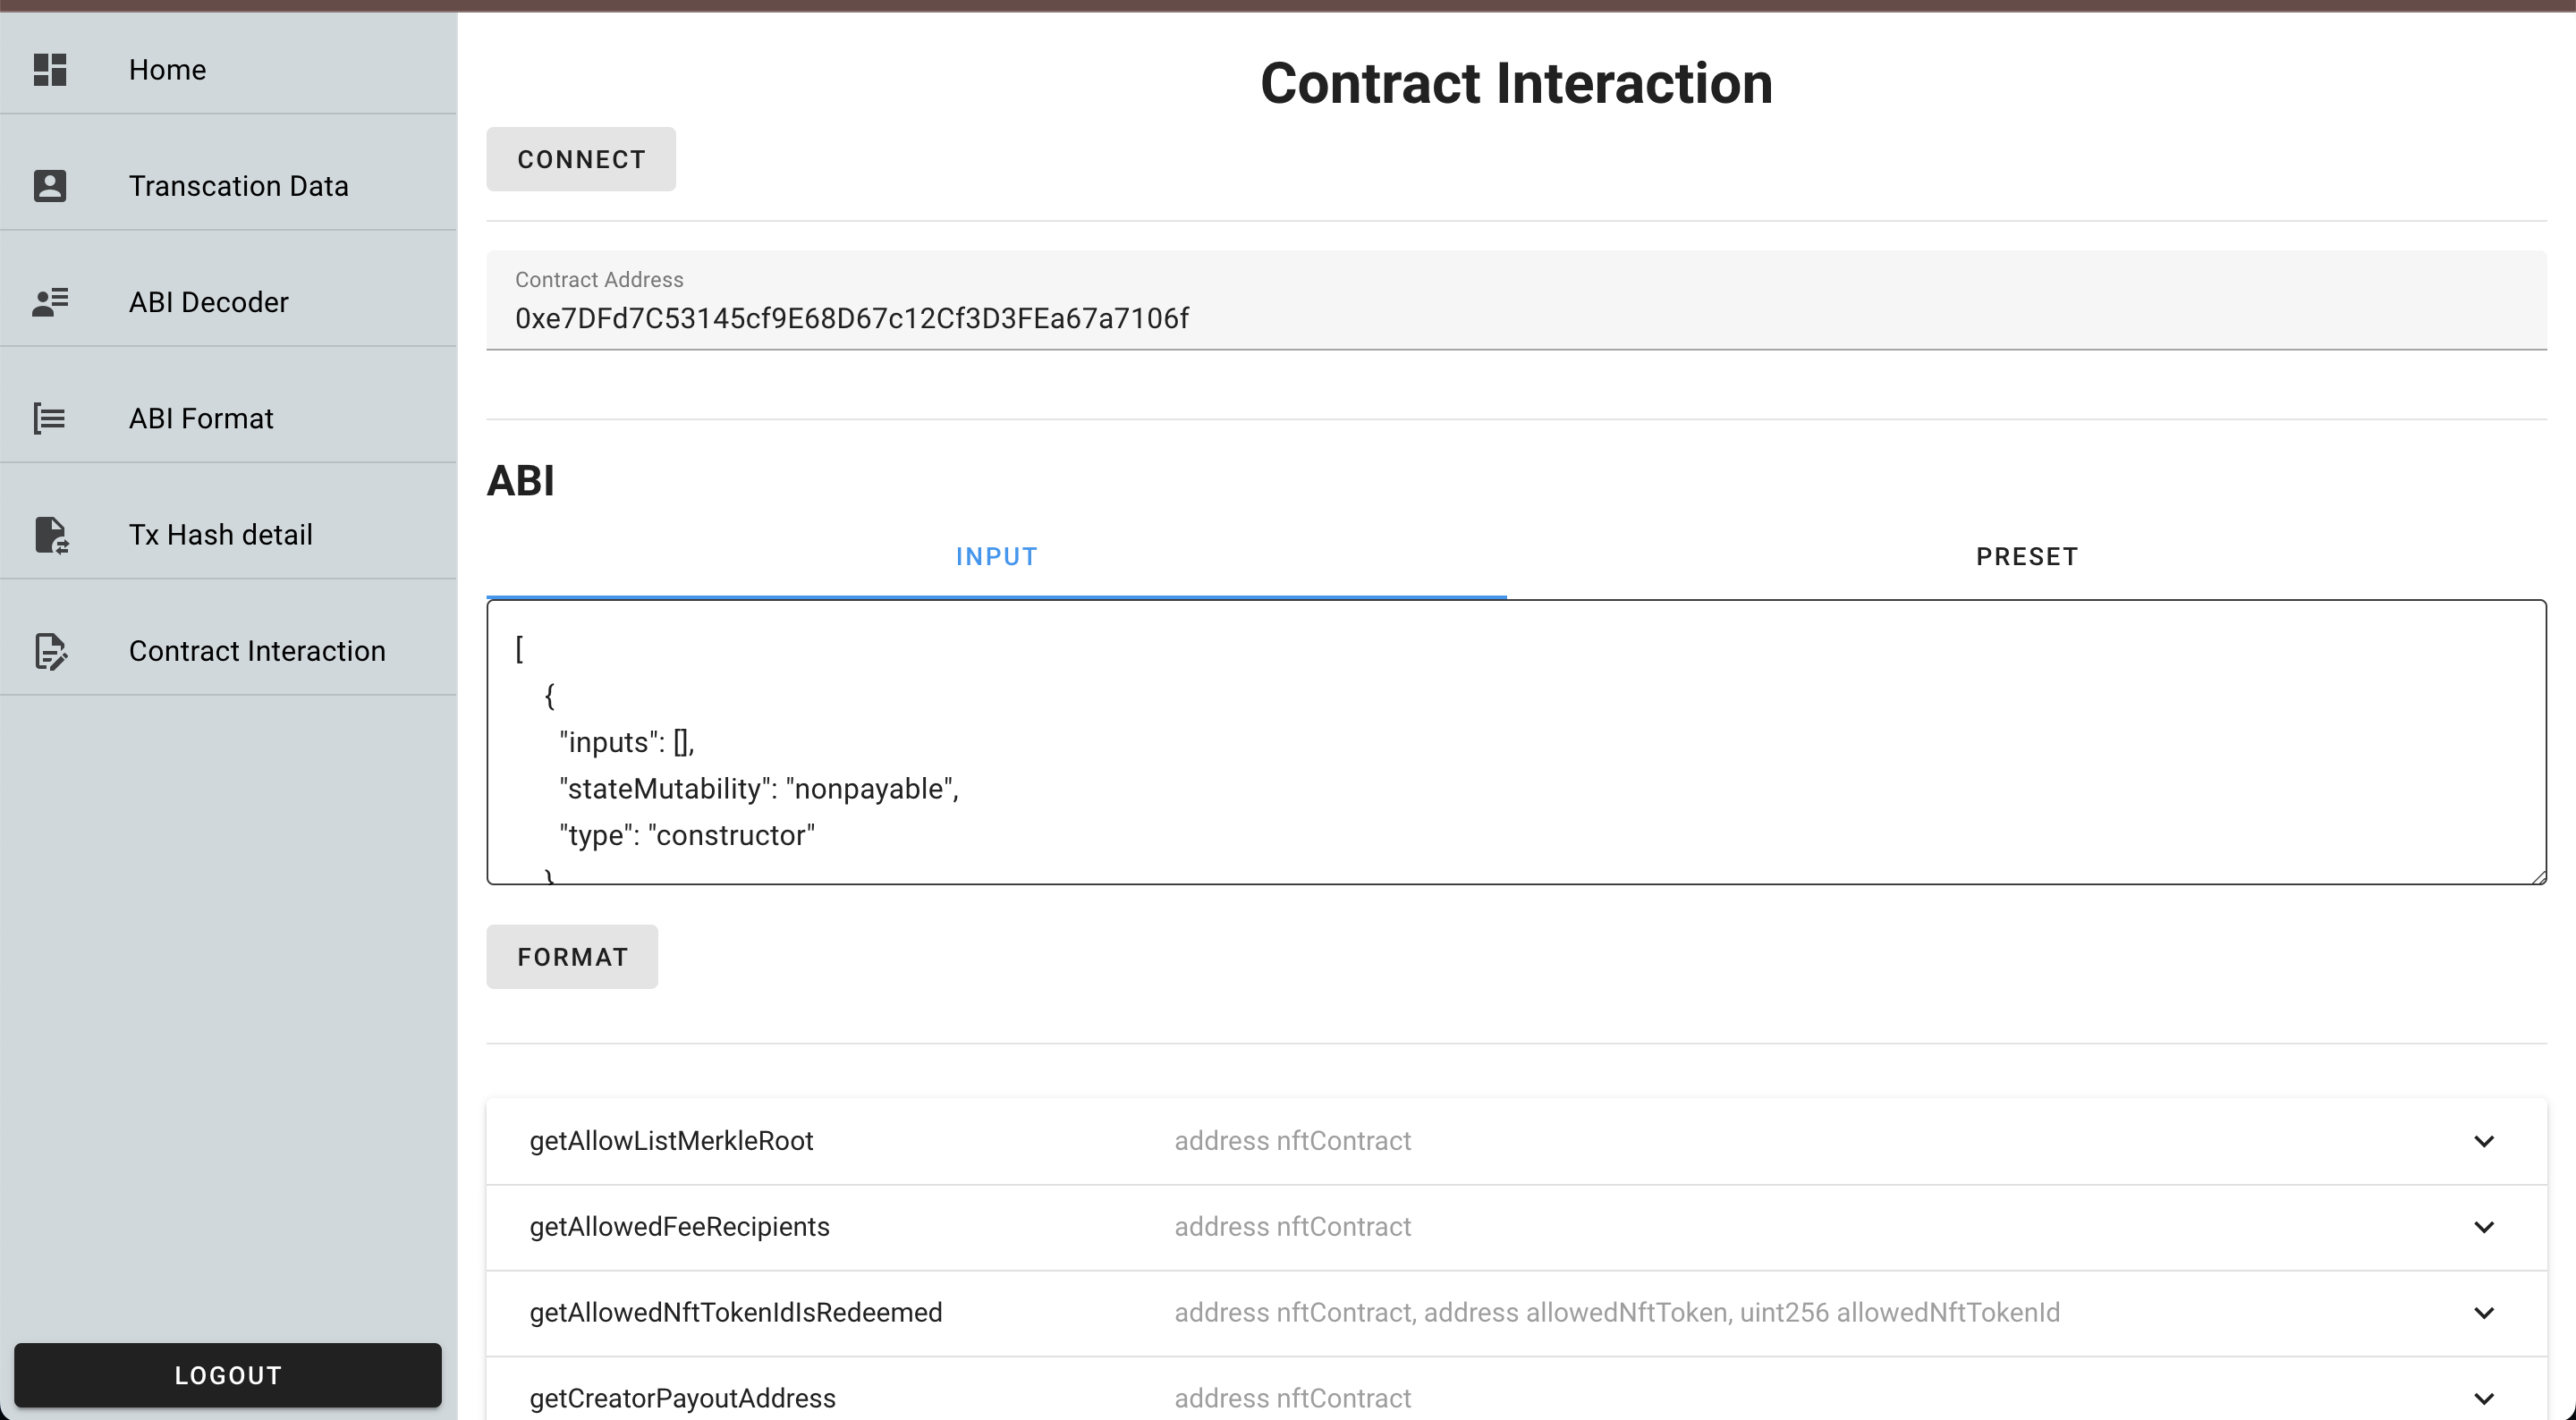 Home
Transcation Data
ABI Decoder
ABI Format
Tx Hash detail
Contract Interaction
LOGOUT
Contract Interaction
CONNECT
Contract Address
0xe7DFd7C53145cf9E68D67c12Cf3D3FEa67a7106f
ABI
INPUT PRESET
[
{
"inputs": [],
"stateMutability": "nonpayable",
"type": "constructor"
}
FORMAT
getAllowListMerkleRoot address nftContract
getAllowedFeeRecipients address nftContract
getAllowedNftTokenIdIsRedeemed address nftContract, address allowedNftToken, uint256 allowedNftTokenId
getCreatorPayoutAddress address nftContract